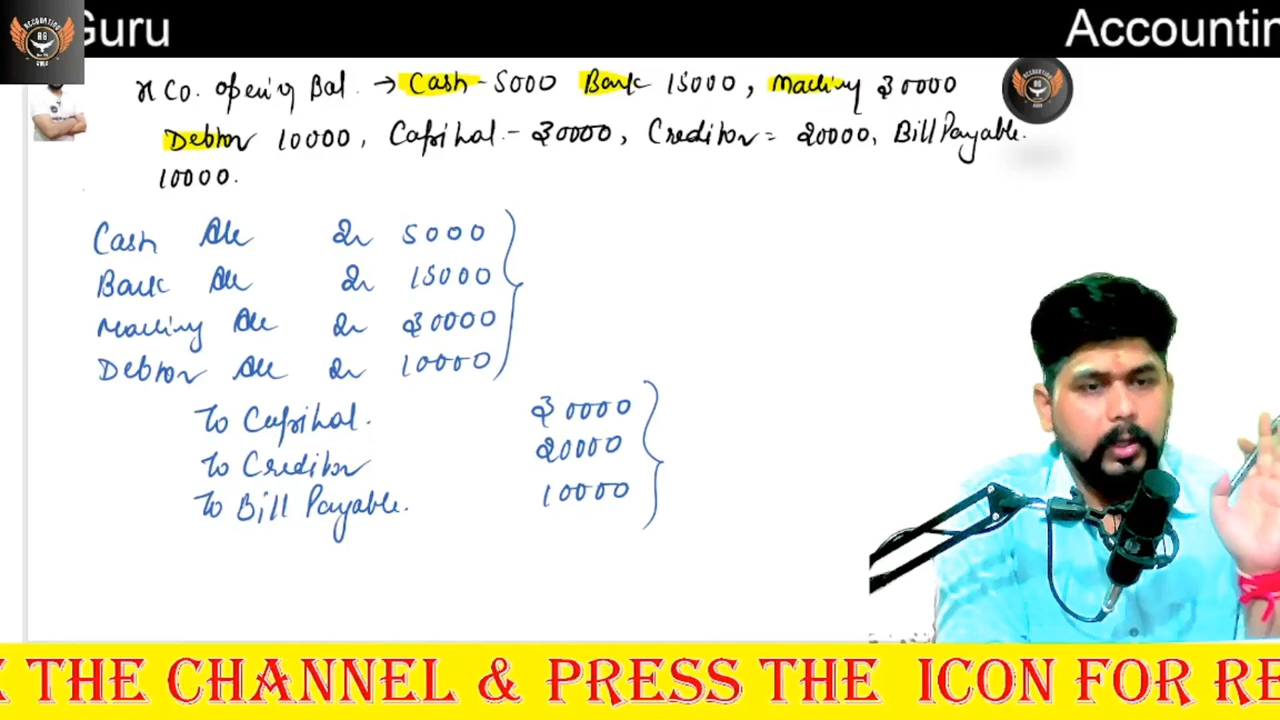 Guru
Accountin
x Co. opening Bal. → Cash - 5000 Bank 15000, Machinery 30000
Debtor 10000, Capital - 30000, Creditor = 20000, Bill Payable.
10000.
Cash A/c Dr 5000
Bank A/c Dr 15000
Machinery A/c Dr 30000
Debtor A/c Dr 10000
To Capital. 30000
To Creditor 20000
To Bill Payable. 10000
THE CHANNEL & PRESS THE ICON FOR RE